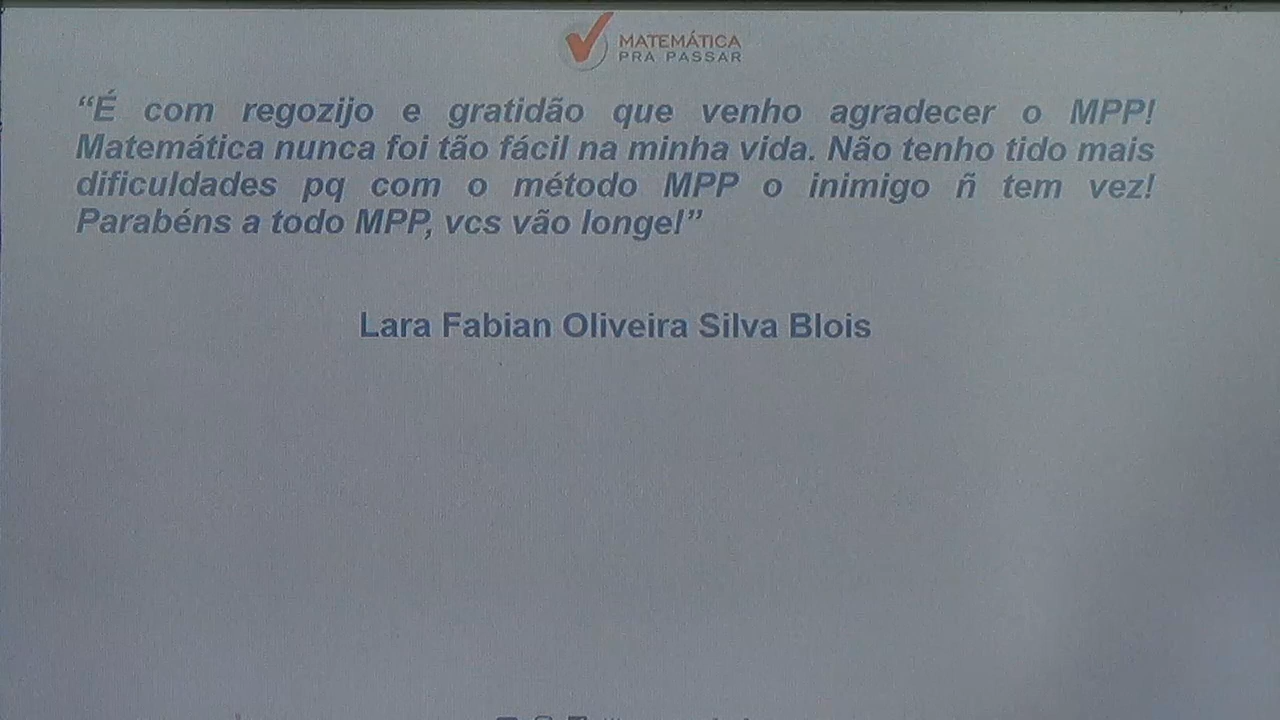 MATEMÁTICA
PRA PASSAR
“É com regozijo e gratidão que venho agradecer o MPP!
Matemática nunca foi tão fácil na minha vida. Não tenho tido mais
dificuldades pq com o método MPP o inimigo ñ tem vez!
Parabéns a todo MPP, vcs vão longe!”
Lara Fabian Oliveira Silva Blois